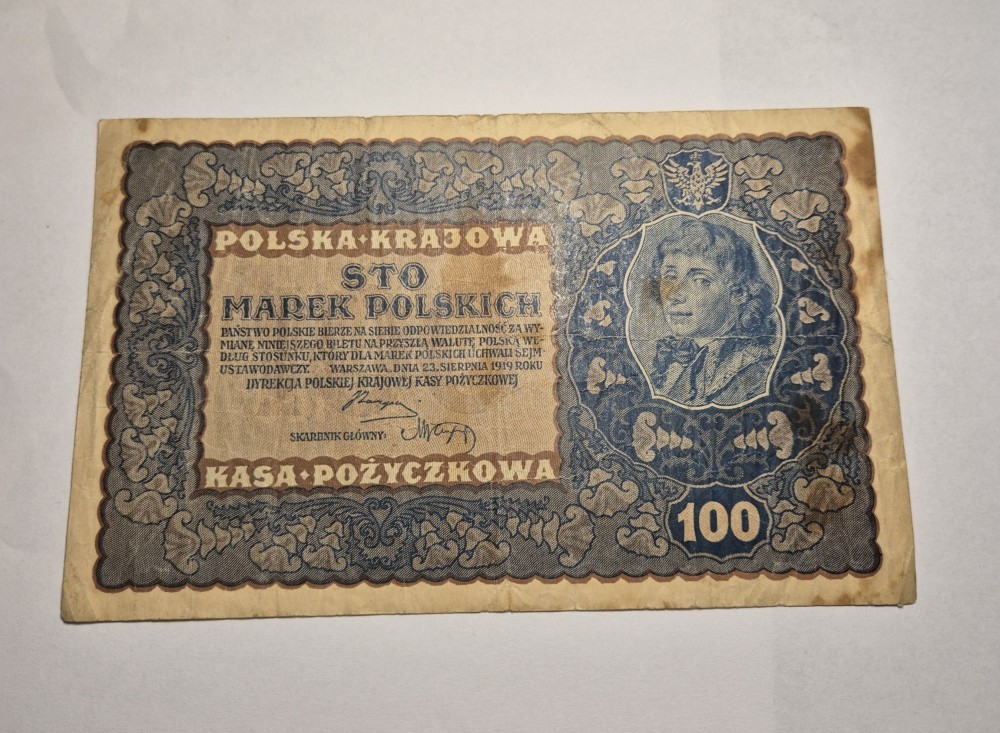 POLSKA•KRAJOWA
STO
MAREK POLSKICH
PAŃSTWO POLSKIE BIERZE NA SIEBIE ODPOWIEDZIALNOŚĆ ZA WY-
MIANĘ NINIEJSZEGO BILETU NA PRZYSZŁĄ WALUTĘ POLSKĄ WE-
DŁUG STOSUNKU, KTÓRY DLA MAREK POLSKICH UCHWALI SEJM
USTAWODAWCZY. WARSZAWA, DNIA 23. SIERPNIA 1919 ROKU
DYREKCJA POLSKIEJ KRAJOWEJ KASY POŻYCZKOWEJ
SKARBNIK GŁÓWNY:
KASA•POŻYCZKOWA
100